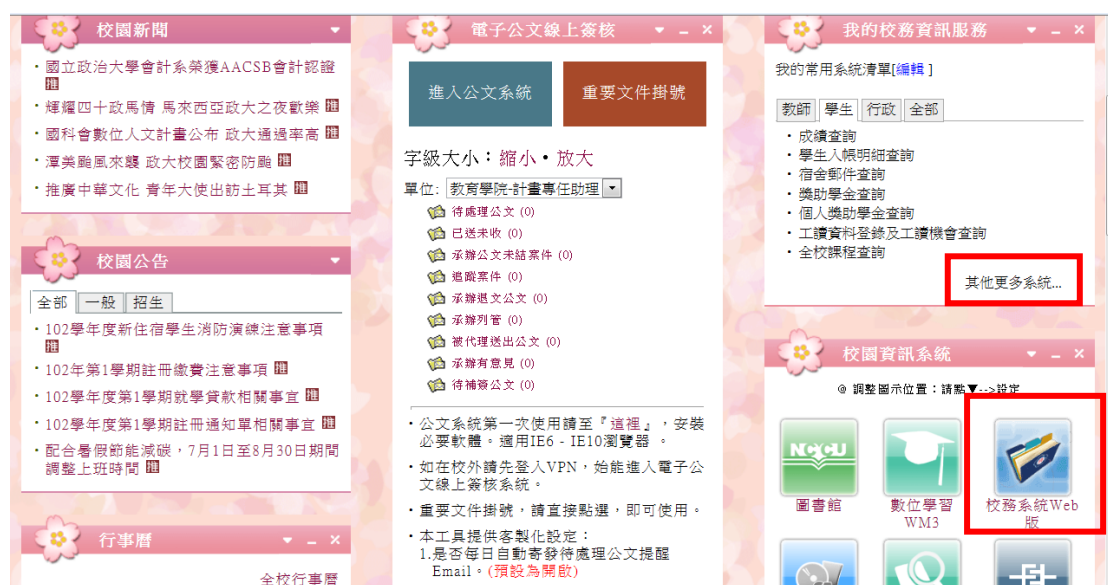 校園新聞
・國立政治大學會計系榮獲AACSB會計認證
推
・輝耀四十政馬情 馬來西亞政大之夜歡樂 推
・國科會數位人文計畫公布 政大通過率高 推
・潭美颱風來襲 政大校園緊密防颱 推
・推廣中華文化 青年大使出訪土耳其 推
校園公告
全部 一般 招生
・102學年度新住宿學生消防演練注意事項
推
・102年第1學期註冊繳費注意事項 推
・102學年度第1學期就學貸款相關事宜 推
・102學年度第1學期註冊通知單相關事宜 推
・配合暑假節能減碳，7月1日至8月30日期間
調整上班時間 推
行事曆
全校行事曆
電子公文線上簽核
進入公文系統 重要文件掛號
字級大小：縮小•放大
單位: 教育學院-計畫專任助理
待處理公文 (0)
已送未收 (0)
承辦公文未結案件 (0)
追蹤案件 (0)
承辦退文公文 (0)
承辦列管 (0)
被代理送出公文 (0)
承辦有意見 (0)
待補簽公文 (0)
・公文系統第一次使用請至『這裡』，安裝
必要軟體。適用IE6 - IE10瀏覽器 。
・如在校外請先登入VPN，始能進入電子公
文線上簽核系統。
・重要文件掛號，請直接點選，即可使用。
・本工具提供客製化設定：
1.是否每日自動寄發待處理公文提醒
Email。(預設為開啟)
我的校務資訊服務
我的常用系統清單[編輯 ]
教師 學生 行政 全部
・成績查詢
・學生入帳明細查詢
・宿舍郵件查詢
・獎助學金查詢
・個人獎助學金查詢
・工讀資料登錄及工讀機會查詢
・全校課程查詢
其他更多系統...
校園資訊系統
@ 調整圖示位置：請點▼-->設定
NCCU
圖書館
數位學習
WM3
校務系統Web
版